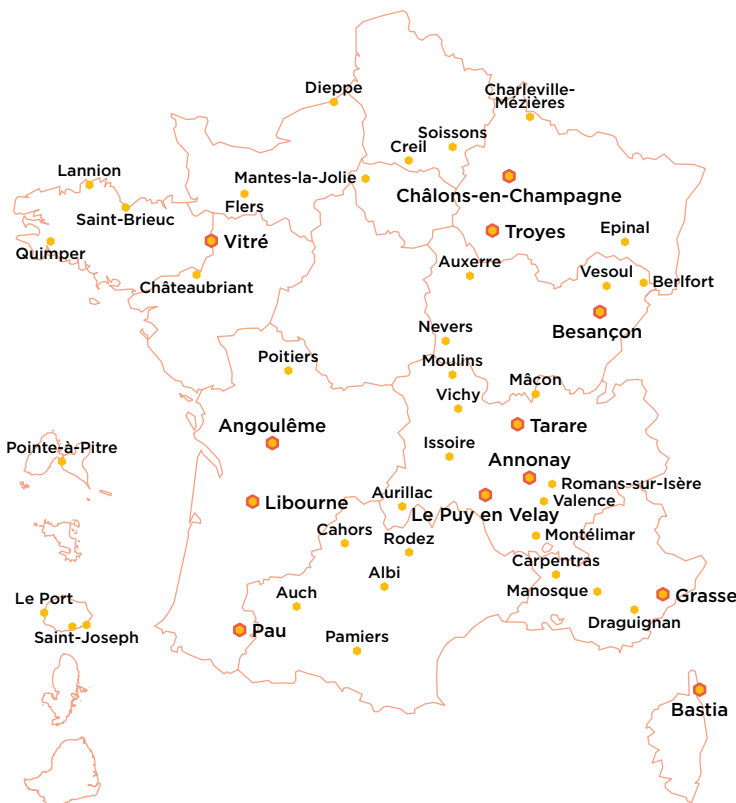 Dieppe
Charleville-
Mézières
Soissons
Creil
Lannion
Mantes-la-Jolie
Châlons-en-Champagne
Flers
Saint-Brieuc
Troyes
Epinal
Vitré
Quimper
Auxerre
Vesoul
Berlfort
Châteaubriant
Nevers
Besançon
Poitiers
Moulins
Mâcon
Vichy
Angoulême
Tarare
Pointe-à-Pitre
Issoire
Annonay
Romans-sur-Isère
Aurillac
Valence
Libourne
Le Puy en Velay
Cahors
Rodez
Montélimar
Carpentras
Albi
Auch
Manosque
Grasse
Le Port
Draguignan
Saint-Joseph
Pau
Pamiers
Bastia